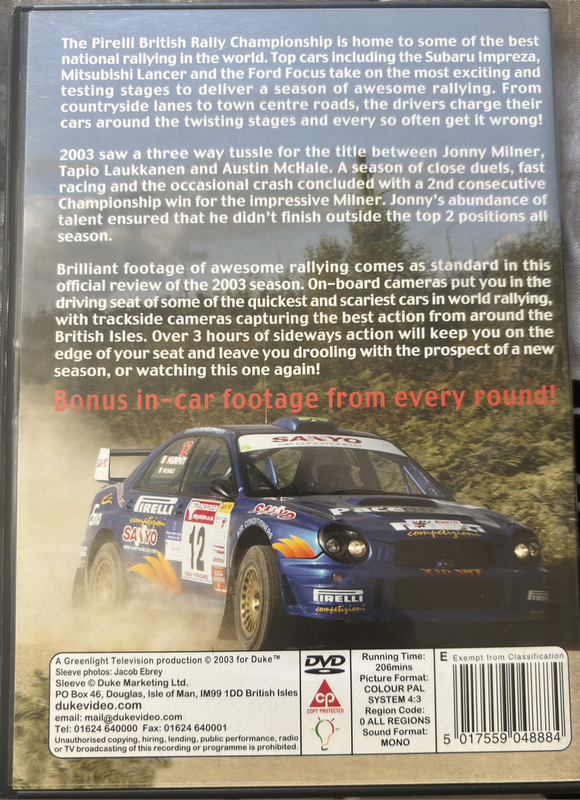 The Pirelli British Rally Championship is home to some of the best
national rallying in the world. Top cars including the Subaru Impreza,
Mitsubishi Lancer and the Ford Focus take on the most exciting and
testing stages to deliver a season of awesome rallying. From
countryside lanes to town centre roads, the drivers charge their
cars around the twisting stages and every so often get it wrong!
2003 saw a three way tussle for the title between Jonny Milner,
Tapio Laukkanen and Austin McHale. A season of close duels, fast
racing and the occasional crash concluded with a 2nd consecutive
Championship win for the impressive Milner. Jonny's abundance of
talent ensured that he didn't finish outside the top 2 positions all
season.
Brilliant footage of awesome rallying comes as standard in this
official review of the 2003 season. On-board cameras put you in the
driving seat of some of the quickest and scariest cars in world rallying,
with trackside cameras capturing the best action from around the
British Isles. Over 3 hours of sideways action will keep you on the
edge of your seat and leave you drooling with the prospect of a new
season, or watching this one again!
Bonus in-car footage from every round!
SANYO
AIR CONDITIONERS
MURPHY
PIRELLI
competizioni
SANYO
12
SANYO
PIRELLI
competizioni
PIRELLI
competizioni
PIRELLI
A Greenlight Television production © 2003 for Duke™
Sleeve photos: Jacob Ebrey
Sleeve © Duke Marketing Ltd.
PO Box 46, Douglas, Isle of Man, IM99 1DD British Isles
dukevideo.com
email: mail@dukevideo.com
Tel: 01624 640000 Fax: 01624 640001
Unauthorised copying, hiring, lending, public performance, radio
or TV broadcasting of this recording or programme is prohibited.
DVD
VIDEO
cp
COPY PROTECTED
Running Time:
206mins
Picture Format:
COLOUR PAL
SYSTEM 4:3
Region Code:
0 ALL REGIONS
Sound Format:
MONO
E Exempt from Classification
5 017559 048884